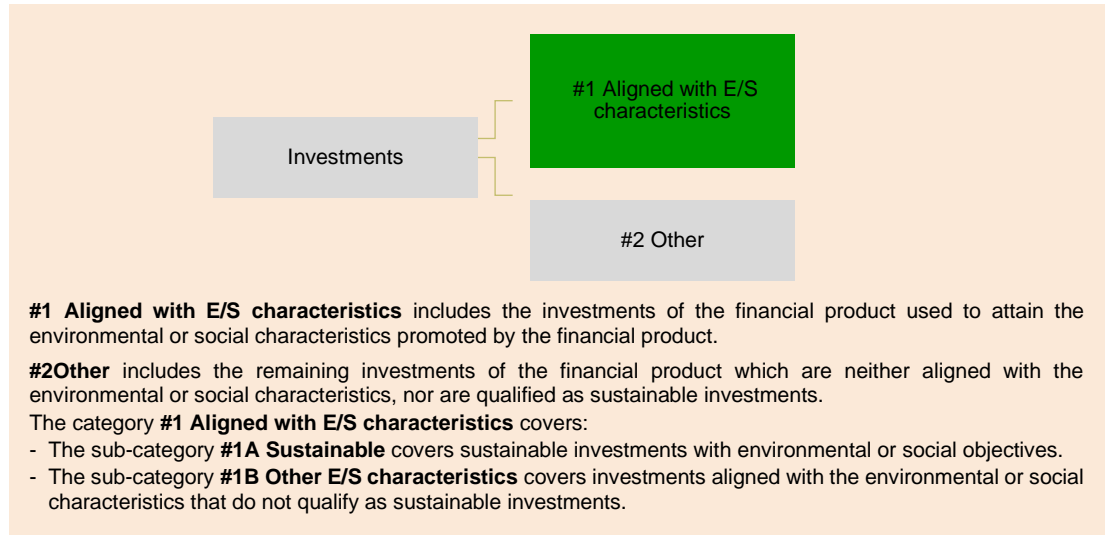 #1 Aligned with E/S
characteristics
Investments
#2 Other
#1 Aligned with E/S characteristics includes the investments of the financial product used to attain the
environmental or social characteristics promoted by the financial product.
#2Other includes the remaining investments of the financial product which are neither aligned with the
environmental or social characteristics, nor are qualified as sustainable investments.
The category #1 Aligned with E/S characteristics covers:
- The sub-category #1A Sustainable covers sustainable investments with environmental or social objectives.
- The sub-category #1B Other E/S characteristics covers investments aligned with the environmental or social
characteristics that do not qualify as sustainable investments.